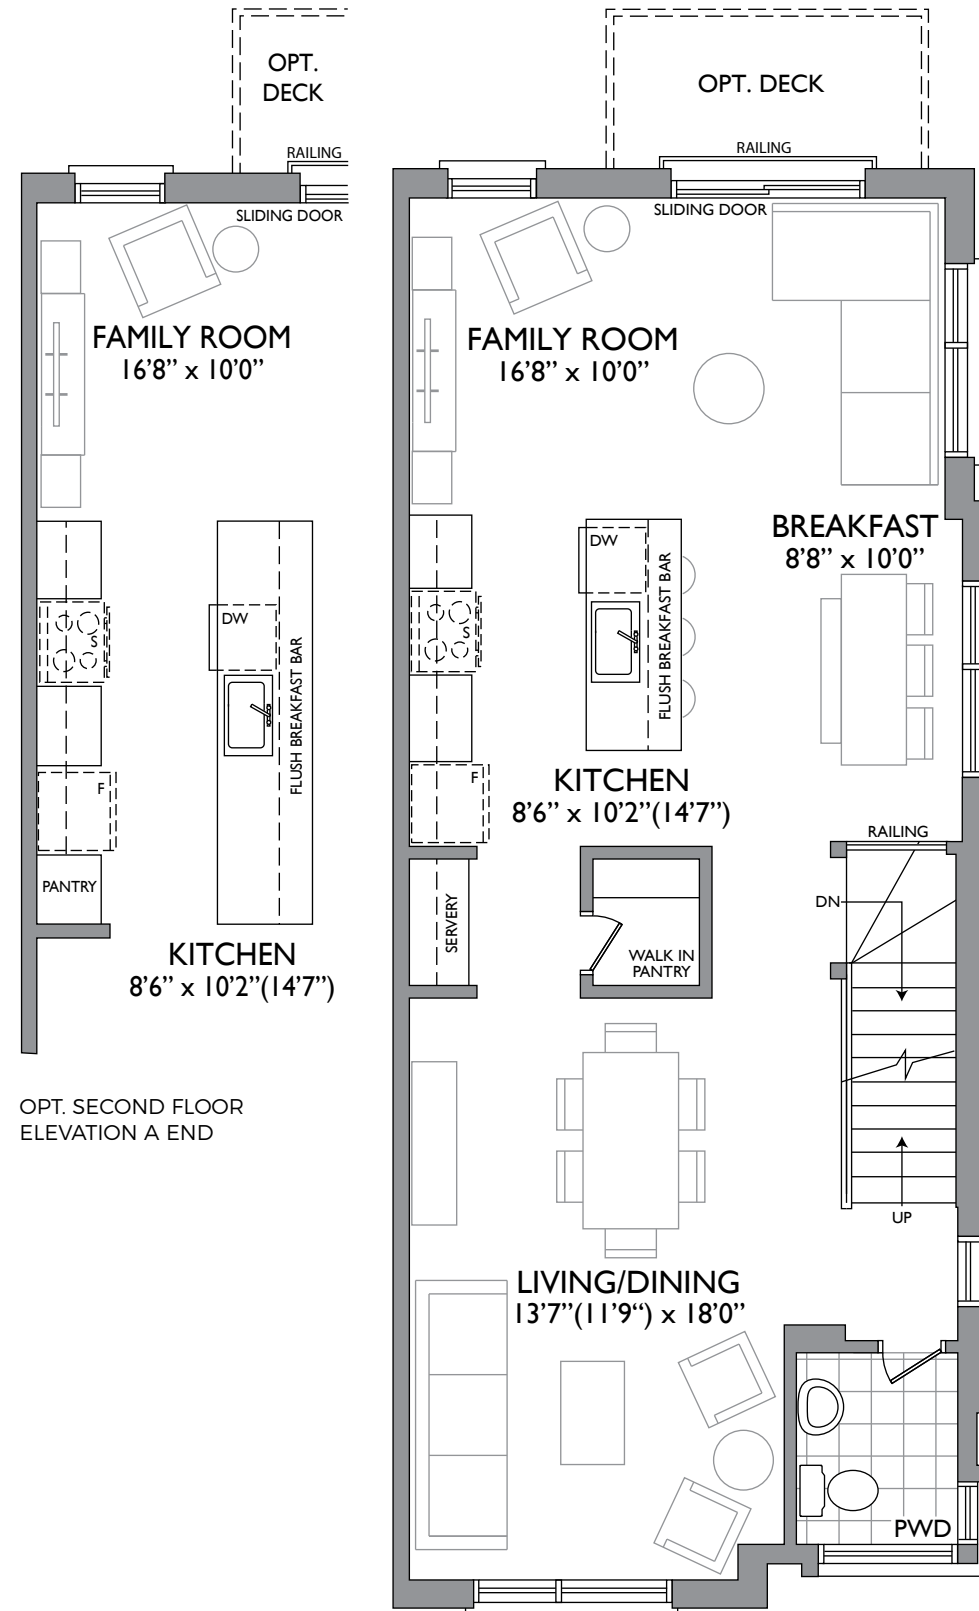 OPT.
DECK
RAILING
SLIDING DOOR
FAMILY ROOM
16'8" x 10'0"
S
DW
FLUSH BREAKFAST BAR
F
PANTRY
KITCHEN
8'6" x 10'2"(14'7")
OPT. SECOND FLOOR
ELEVATION A END
OPT. DECK
RAILING
SLIDING DOOR
FAMILY ROOM
16'8" x 10'0"
BREAKFAST
8'8" x 10'0"
DW
S
FLUSH BREAKFAST BAR
F
KITCHEN
8'6" x 10'2"(14'7")
RAILING
DN
SERVERY
WALK IN
PANTRY
UP
LIVING/DINING
13'7"(11'9") x 18'0"
PWD